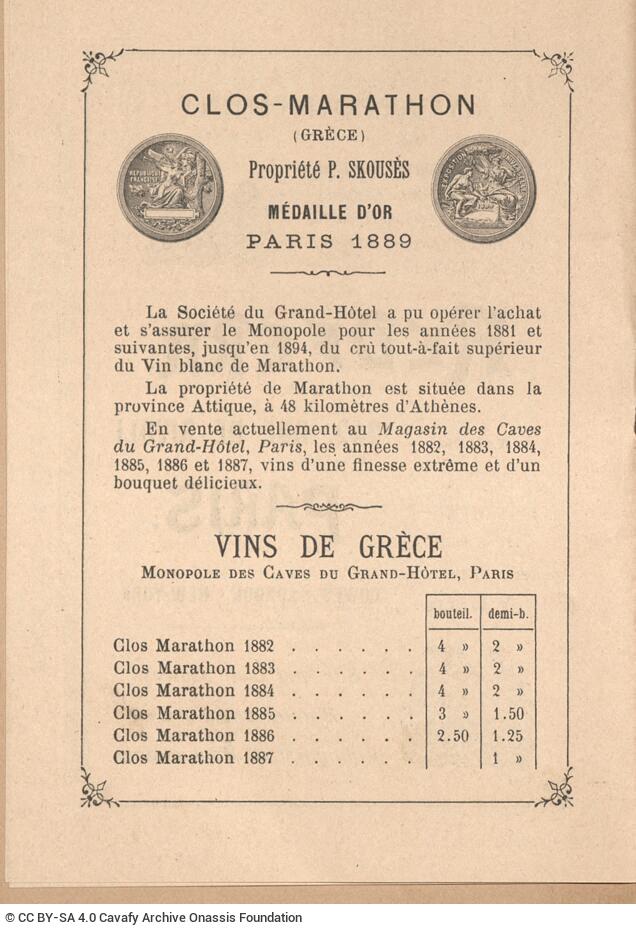 CLOS-MARATHON
(GRÈCE)
Propriété P. SKOUSÈS
MÉDAILLE D'OR
PARIS 1889
RÉPUBLIQUE
FRANÇAISE
EXPOSITION UNIVERSELLE
La Société du Grand-Hôtel a pu opérer l'achat
et s'assurer le Monopole pour les années 1881 et
suivantes, jusqu'en 1894, du crù tout-à-fait supérieur
du Vin blanc de Marathon.
La propriété de Marathon est située dans la
province Attique, à 48 kilomètres d'Athènes.
En vente actuellement au Magasin des Caves
du Grand-Hôtel, Paris, les années 1882, 1883, 1884,
1885, 1886 et 1887, vins d'une finesse extrême et d'un
bouquet délicieux.
VINS DE GRÈCE
MONOPOLE DES CAVES DU GRAND-HÔTEL, PARIS
bouteil. demi-b.
Clos Marathon 1882 . . . . . . 4 » 2 »
Clos Marathon 1883 . . . . . . 4 » 2 »
Clos Marathon 1884 . . . . . . 4 » 2 »
Clos Marathon 1885 . . . . . . 3 » 1.50
Clos Marathon 1886 . . . . . . 2.50 1.25
Clos Marathon 1887 . . . . . . 1 »
© CC BY-SA 4.0 Cavafy Archive Onassis Foundation